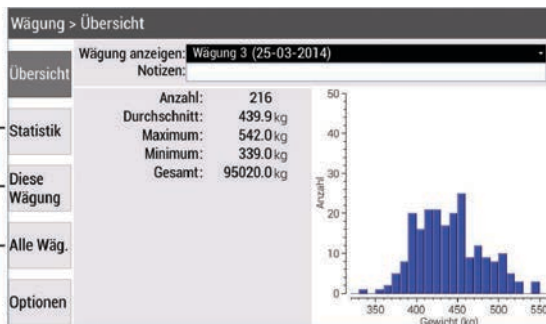 Wägung > Übersicht
Übersicht
Statistik
Diese
Wägung
Alle Wäg.
Optionen
Wägung anzeigen: Wägung 3 (25-03-2014)
Notizen:
Anzahl: 216
Durchschnitt: 439.9 kg
Maximum: 542.0 kg
Minimum: 339.0 kg
Gesamt: 95020.0 kg
Anzahl
50
40
30
20
10
0
350 400 450 500 550
Gewicht (kg)